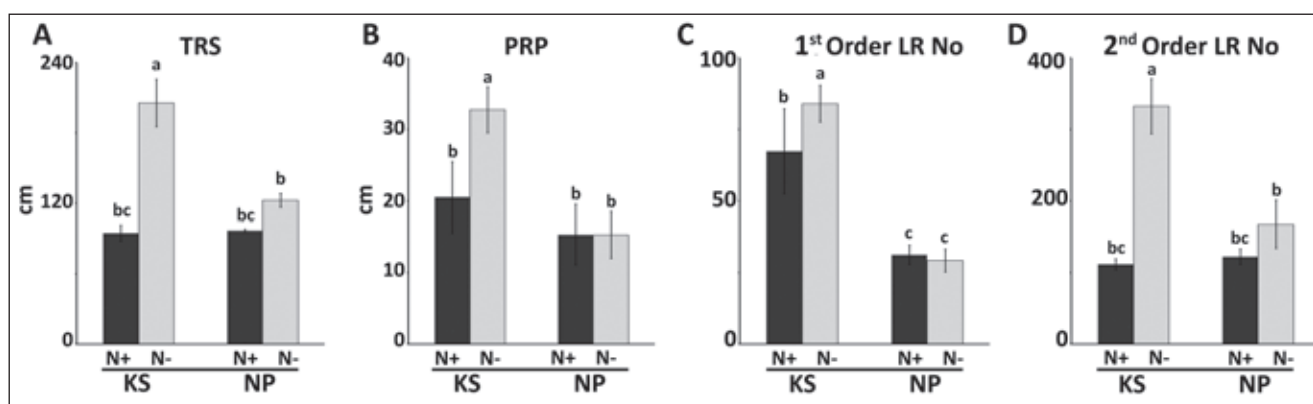 A TRS
240
120
0
cm
a
bc
bc
b
N+ N- N+ N-
KS NP
B PRP
40
30
20
10
0
cm
b
a
b
b
N+ N- N+ N-
KS NP
C 1st Order LR No
100
50
0
b
a
c
c
N+ N- N+ N-
KS NP
D 2nd Order LR No
400
200
0
bc
a
bc
b
N+ N- N+ N-
KS NP